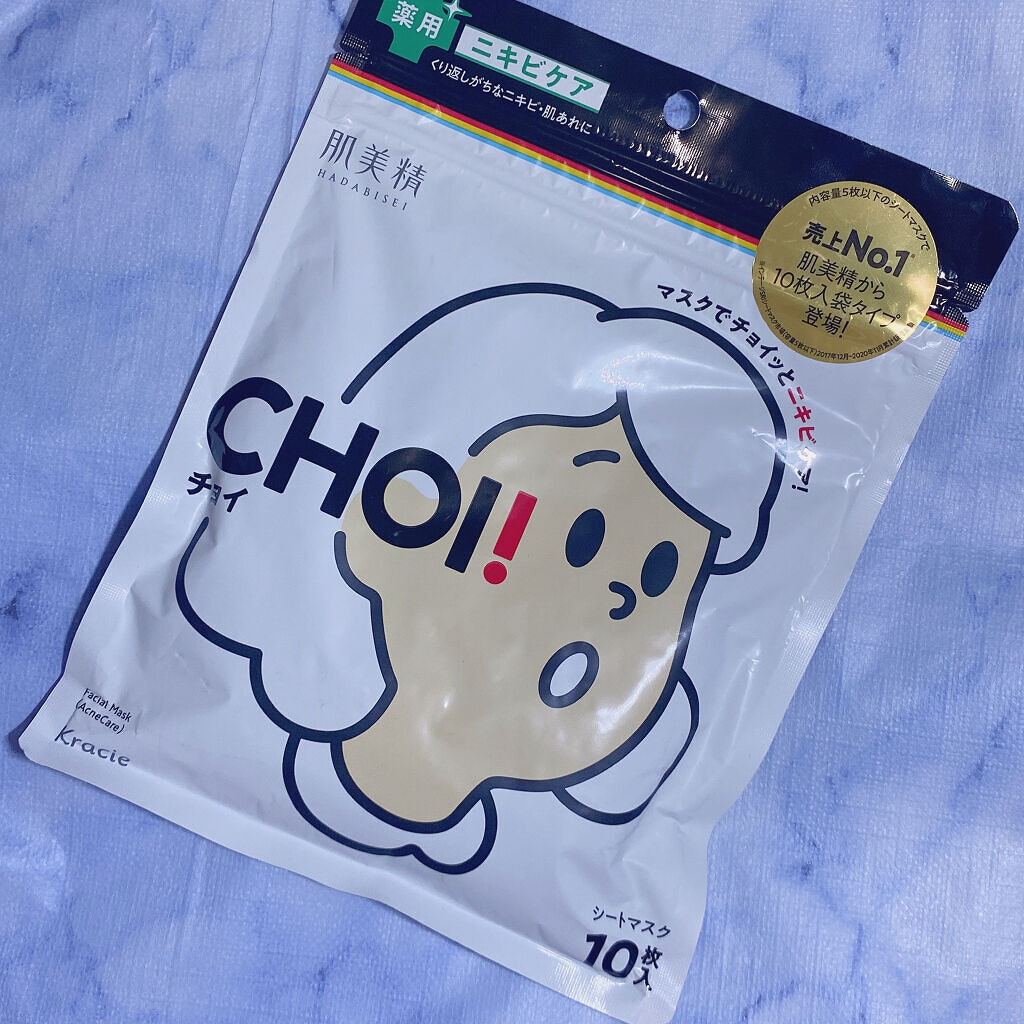 薬用
ニキビケア
くり返しがちなニキビ・肌あれに
肌美精
HADABISEI
内容量5枚以下のシートマスクで
売上No.1
肌美精から
10枚入袋タイプ
登場!
マスクでチョイッとニキビケア!
CHOI!
チョイ
Facial Mask
(AcneCare)
Kracie
シートマスク
10枚入